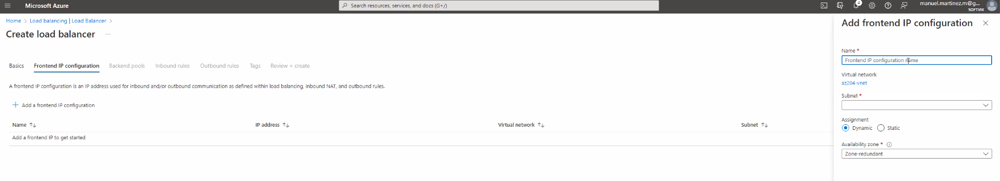 Microsoft Azure
Search resources, services, and docs (G+/)
4
manuel.martinez.m@g...
SOFTVIK
Home > Load balancing | Load Balancer >
Create load balancer ...
Basics Frontend IP configuration Backend pools Inbound rules Outbound rules Tags Review + create
A frontend IP configuration is an IP address used for inbound and/or outbound communication as defined within load balancing, inbound NAT, and outbound rules.
+ Add a frontend IP configuration
Name ↑↓ IP address ↑↓ Virtual network ↑↓ Subnet ↑↓
Add a frontend IP to get started
Add frontend IP configuration
Name *
Frontend IP configuration name
Virtual network
az204-vnet
Subnet *
Assignment
Dynamic Static
Availability zone *
Zone-redundant